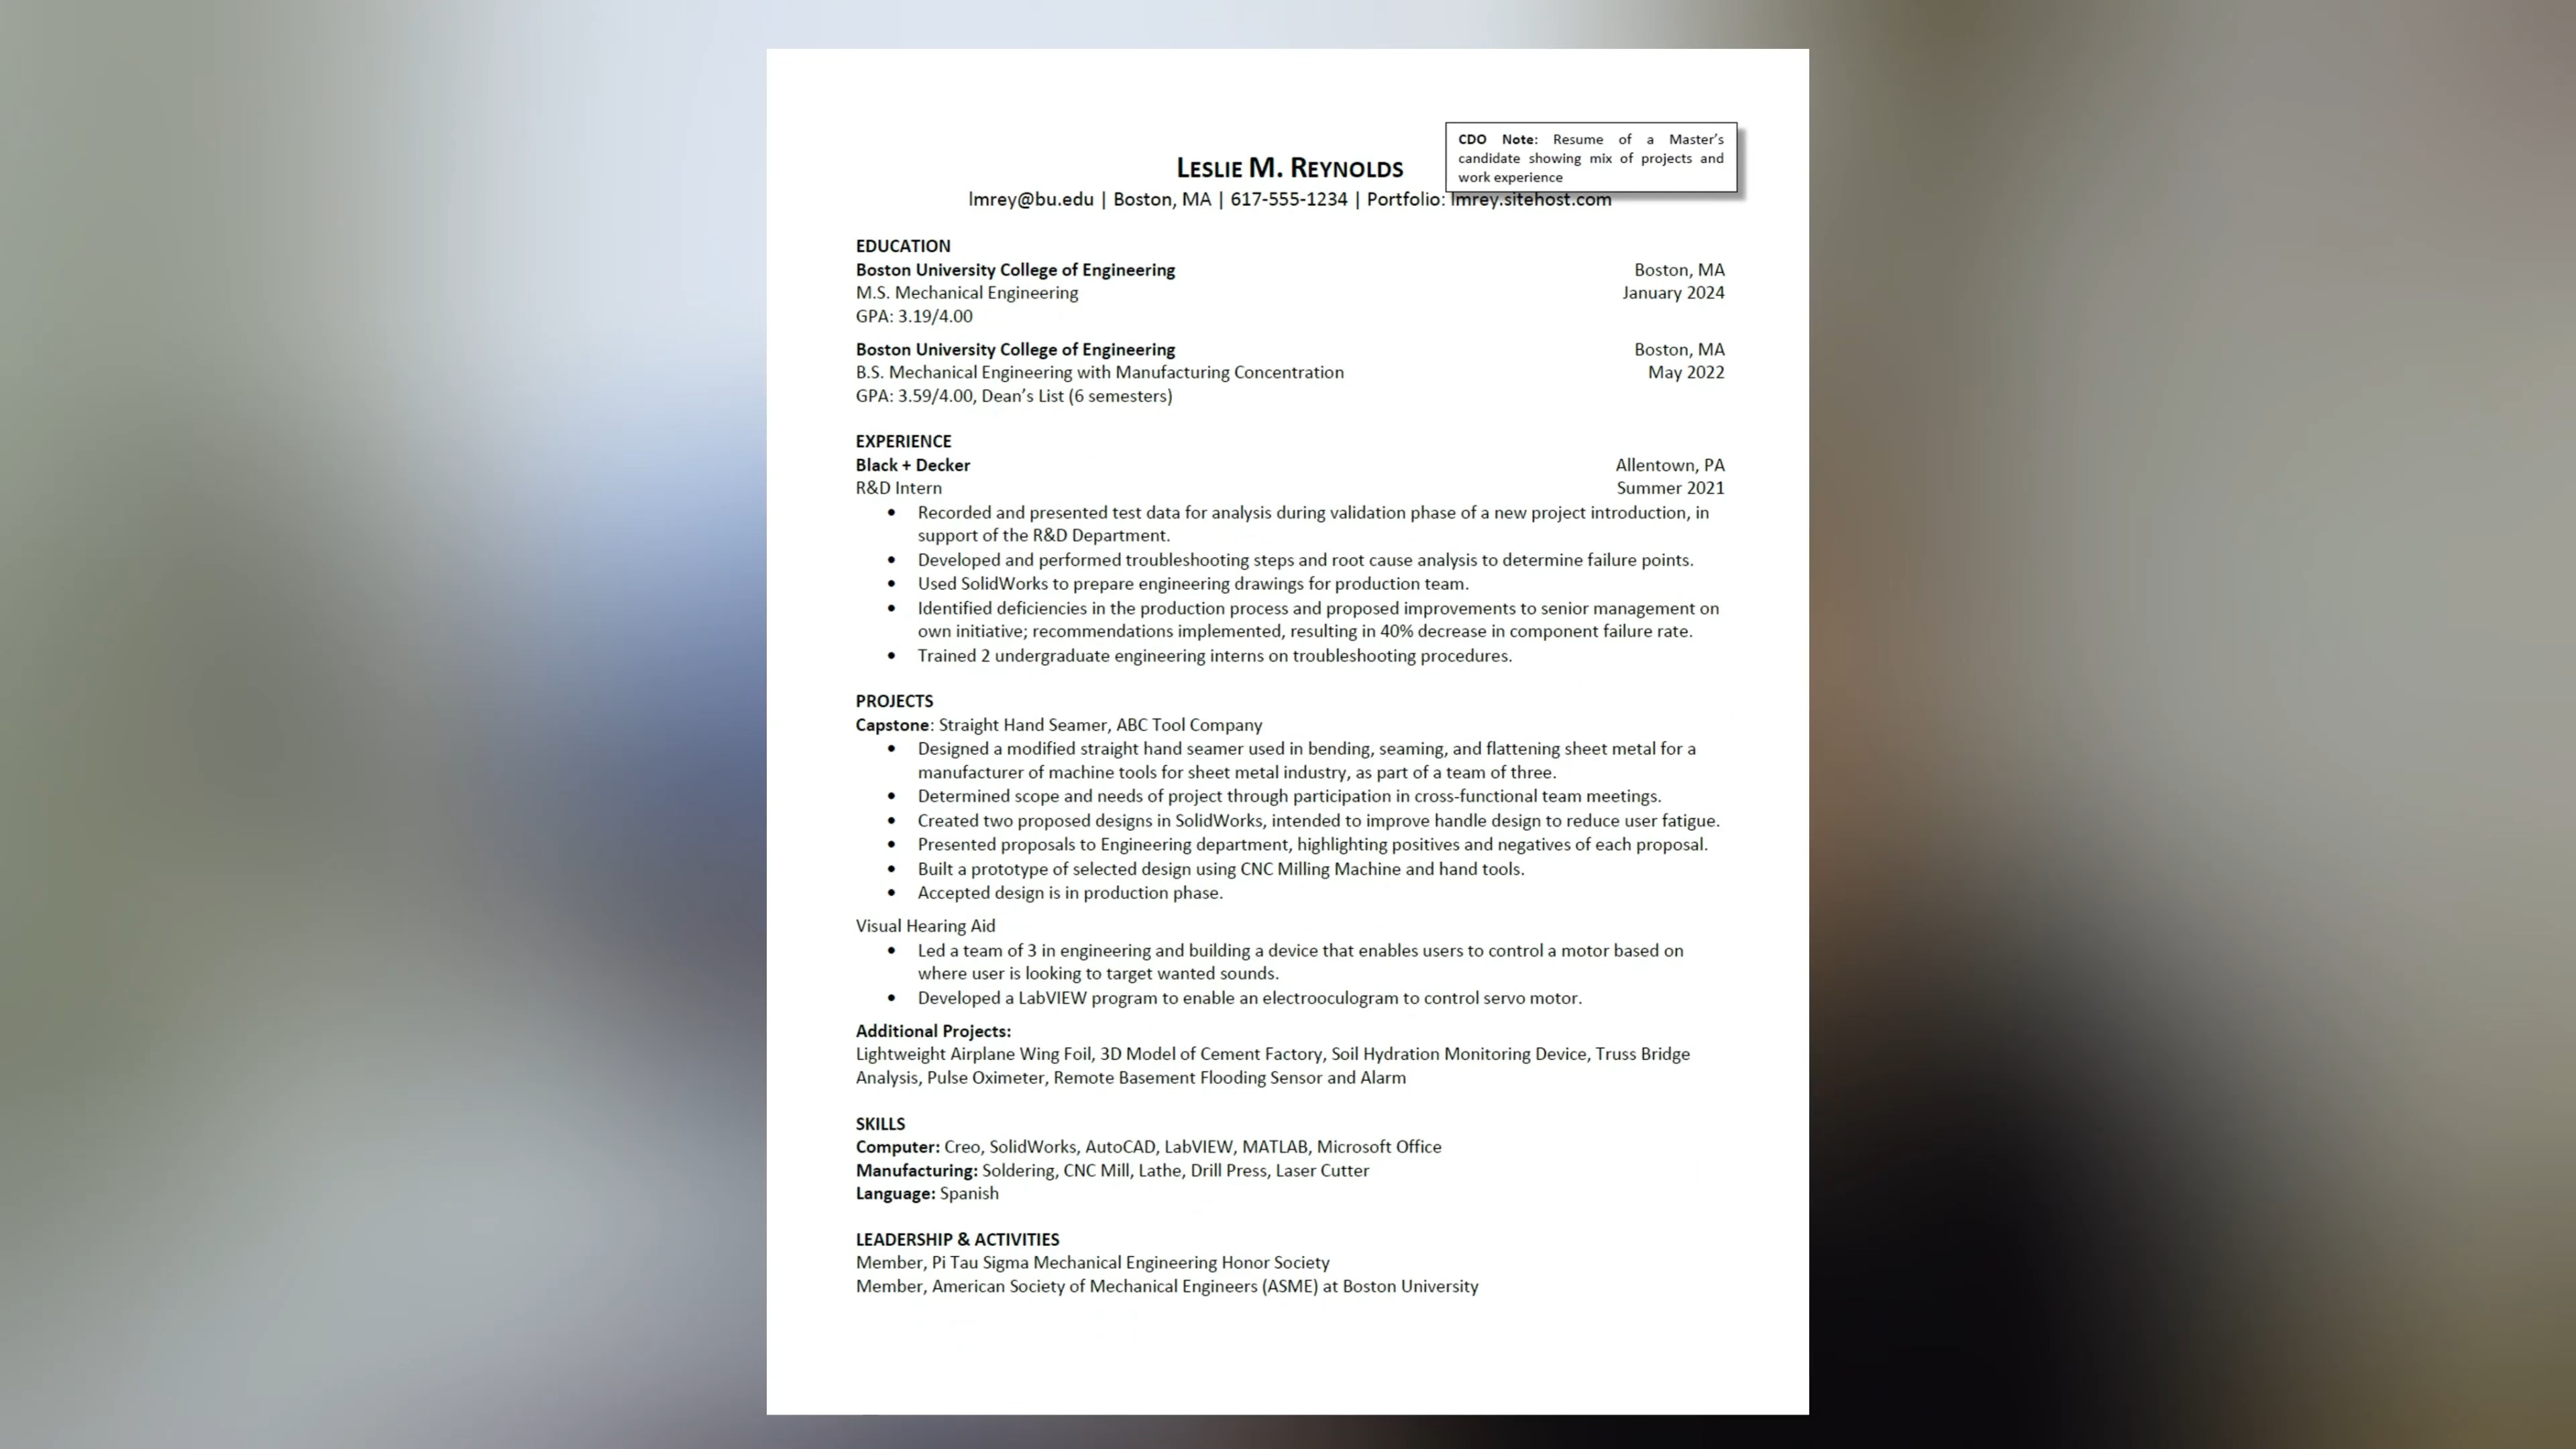 CDO Note: Resume of a Master's
candidate showing mix of projects and
work experience
LESLIE M. REYNOLDS
lmrey@bu.edu | Boston, MA | 617-555-1234 | Portfolio: lmrey.sitehost.com
EDUCATION
Boston University College of Engineering Boston, MA
M.S. Mechanical Engineering January 2024
GPA: 3.19/4.00
Boston University College of Engineering Boston, MA
B.S. Mechanical Engineering with Manufacturing Concentration May 2022
GPA: 3.59/4.00, Dean's List (6 semesters)
EXPERIENCE
Black + Decker Allentown, PA
R&D Intern Summer 2021
• Recorded and presented test data for analysis during validation phase of a new project introduction, in
support of the R&D Department.
• Developed and performed troubleshooting steps and root cause analysis to determine failure points.
• Used SolidWorks to prepare engineering drawings for production team.
• Identified deficiencies in the production process and proposed improvements to senior management on
own initiative; recommendations implemented, resulting in 40% decrease in component failure rate.
• Trained 2 undergraduate engineering interns on troubleshooting procedures.
PROJECTS
Capstone: Straight Hand Seamer, ABC Tool Company
• Designed a modified straight hand seamer used in bending, seaming, and flattening sheet metal for a
manufacturer of machine tools for sheet metal industry, as part of a team of three.
• Determined scope and needs of project through participation in cross-functional team meetings.
• Created two proposed designs in SolidWorks, intended to improve handle design to reduce user fatigue.
• Presented proposals to Engineering department, highlighting positives and negatives of each proposal.
• Built a prototype of selected design using CNC Milling Machine and hand tools.
• Accepted design is in production phase.
Visual Hearing Aid
• Led a team of 3 in engineering and building a device that enables users to control a motor based on
where user is looking to target wanted sounds.
• Developed a LabVIEW program to enable an electrooculogram to control servo motor.
Additional Projects:
Lightweight Airplane Wing Foil, 3D Model of Cement Factory, Soil Hydration Monitoring Device, Truss Bridge
Analysis, Pulse Oximeter, Remote Basement Flooding Sensor and Alarm
SKILLS
Computer: Creo, SolidWorks, AutoCAD, LabVIEW, MATLAB, Microsoft Office
Manufacturing: Soldering, CNC Mill, Lathe, Drill Press, Laser Cutter
Language: Spanish
LEADERSHIP & ACTIVITIES
Member, Pi Tau Sigma Mechanical Engineering Honor Society
Member, American Society of Mechanical Engineers (ASME) at Boston University